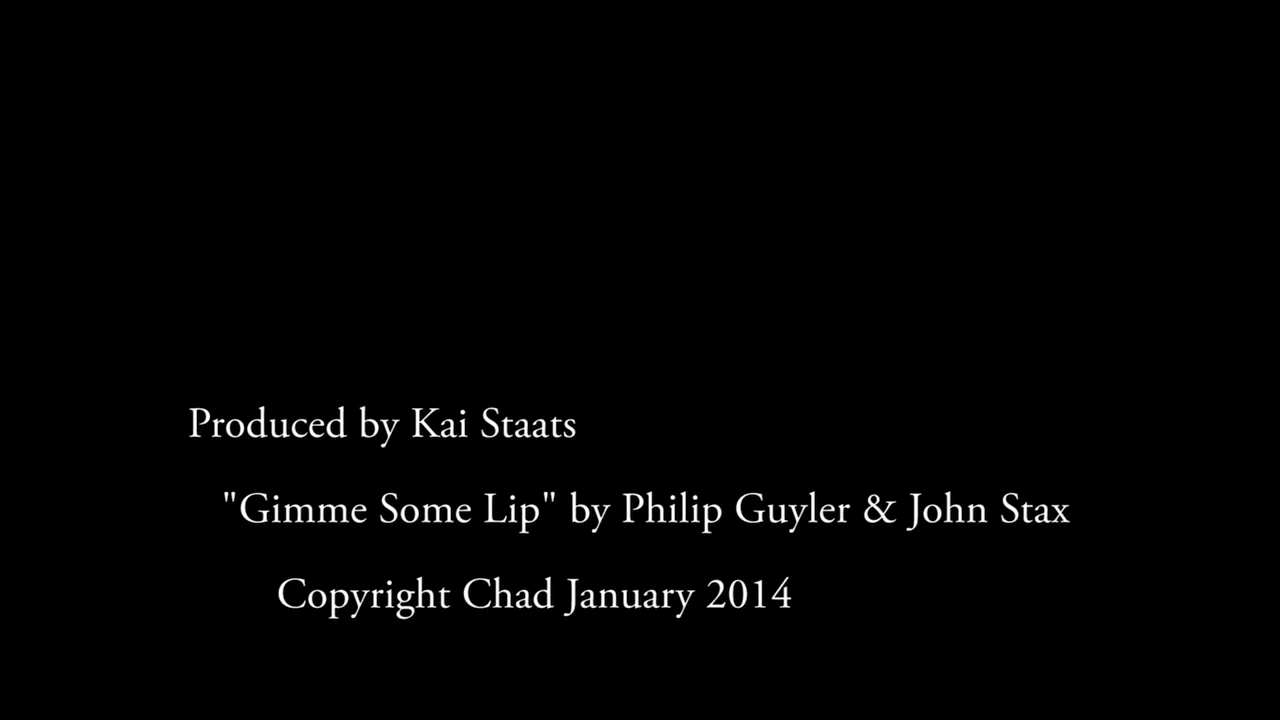 Produced by Kai Staats
"Gimme Some Lip" by Philip Guyler & John Stax
Copyright Chad January 2014